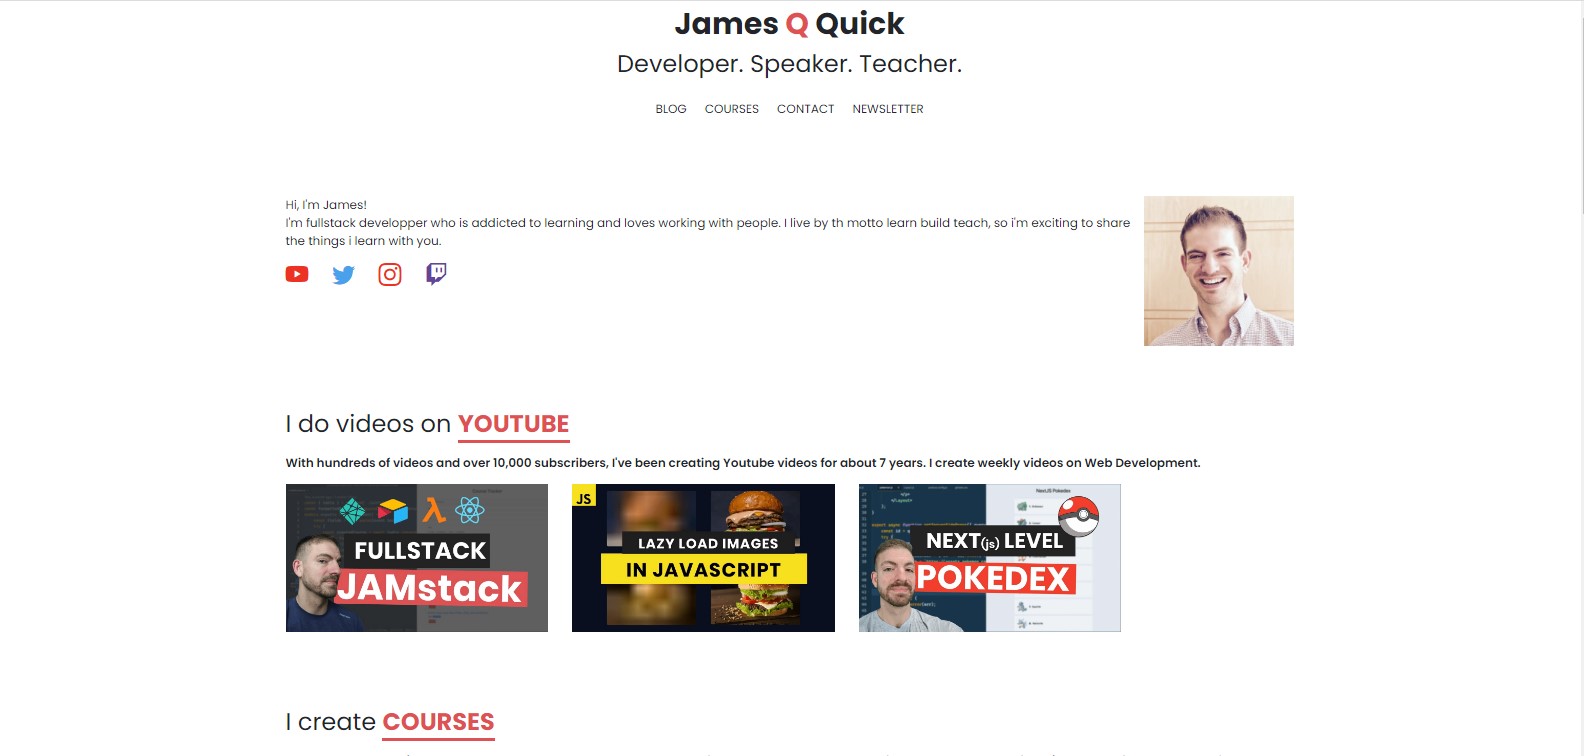 James Q Quick
Developer. Speaker. Teacher.
BLOG COURSES CONTACT NEWSLETTER
Hi, I'm James!
I'm fullstack developper who is addicted to learning and loves working with people. I live by th motto learn build teach, so i'm exciting to share
the things i learn with you.
I do videos on YOUTUBE
With hundreds of videos and over 10,000 subscribers, I've been creating Youtube videos for about 7 years. I create weekly videos on Web Development.
FULLSTACK
JAMstack
JS
LAZY LOAD IMAGES
IN JAVASCRIPT
NextJS Pokedex
NEXT(js) LEVEL
POKEDEX
I create COURSES